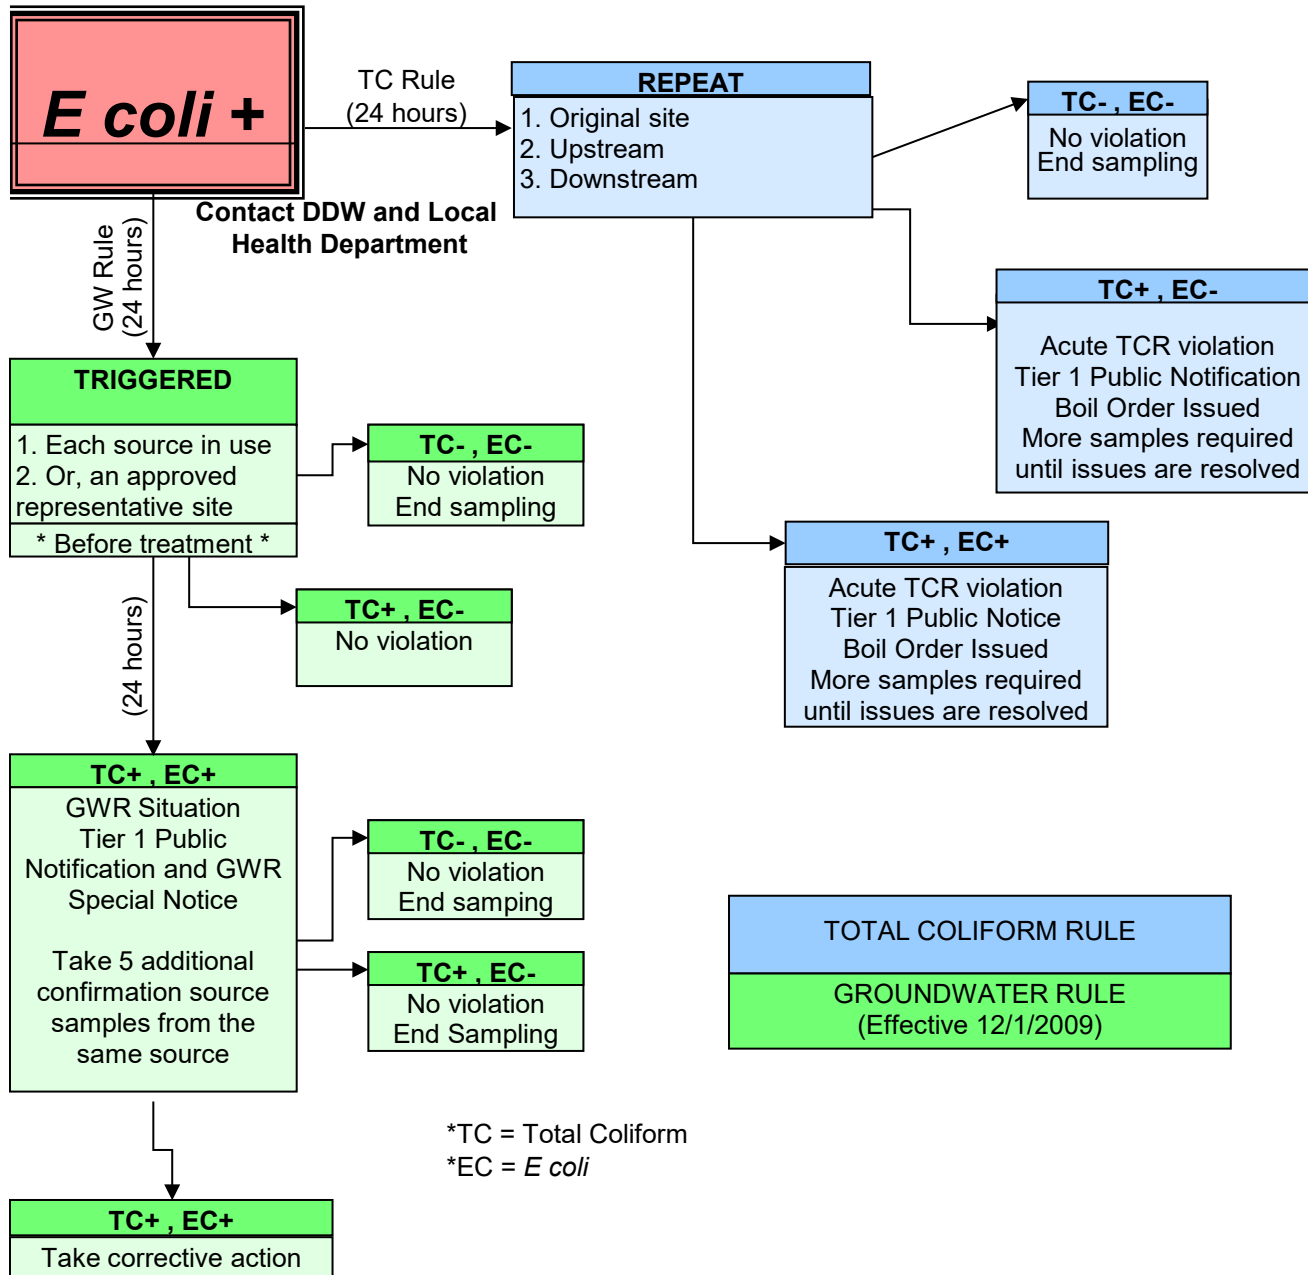 E coli +
TC Rule
(24 hours)
REPEAT
1. Original site
2. Upstream
3. Downstream
TC- , EC-
No violation
End sampling
Contact DDW and Local
Health Department
GW Rule
(24 hours)
TC+ , EC-
Acute TCR violation
Tier 1 Public Notification
Boil Order Issued
More samples required
until issues are resolved
TRIGGERED
1. Each source in use
2. Or, an approved
representative site
* Before treatment *
TC- , EC-
No violation
End sampling
TC+ , EC+
Acute TCR violation
Tier 1 Public Notice
Boil Order Issued
More samples required
until issues are resolved
TC+ , EC-
No violation
(24 hours)
TC+ , EC+
GWR Situation
Tier 1 Public
Notification and GWR
Special Notice
Take 5 additional
confirmation source
samples from the
same source
TC- , EC-
No violation
End samping
TC+ , EC-
No violation
End Sampling
TOTAL COLIFORM RULE
GROUNDWATER RULE
(Effective 12/1/2009)
*TC = Total Coliform
*EC = E coli
TC+ , EC+
Take corrective action